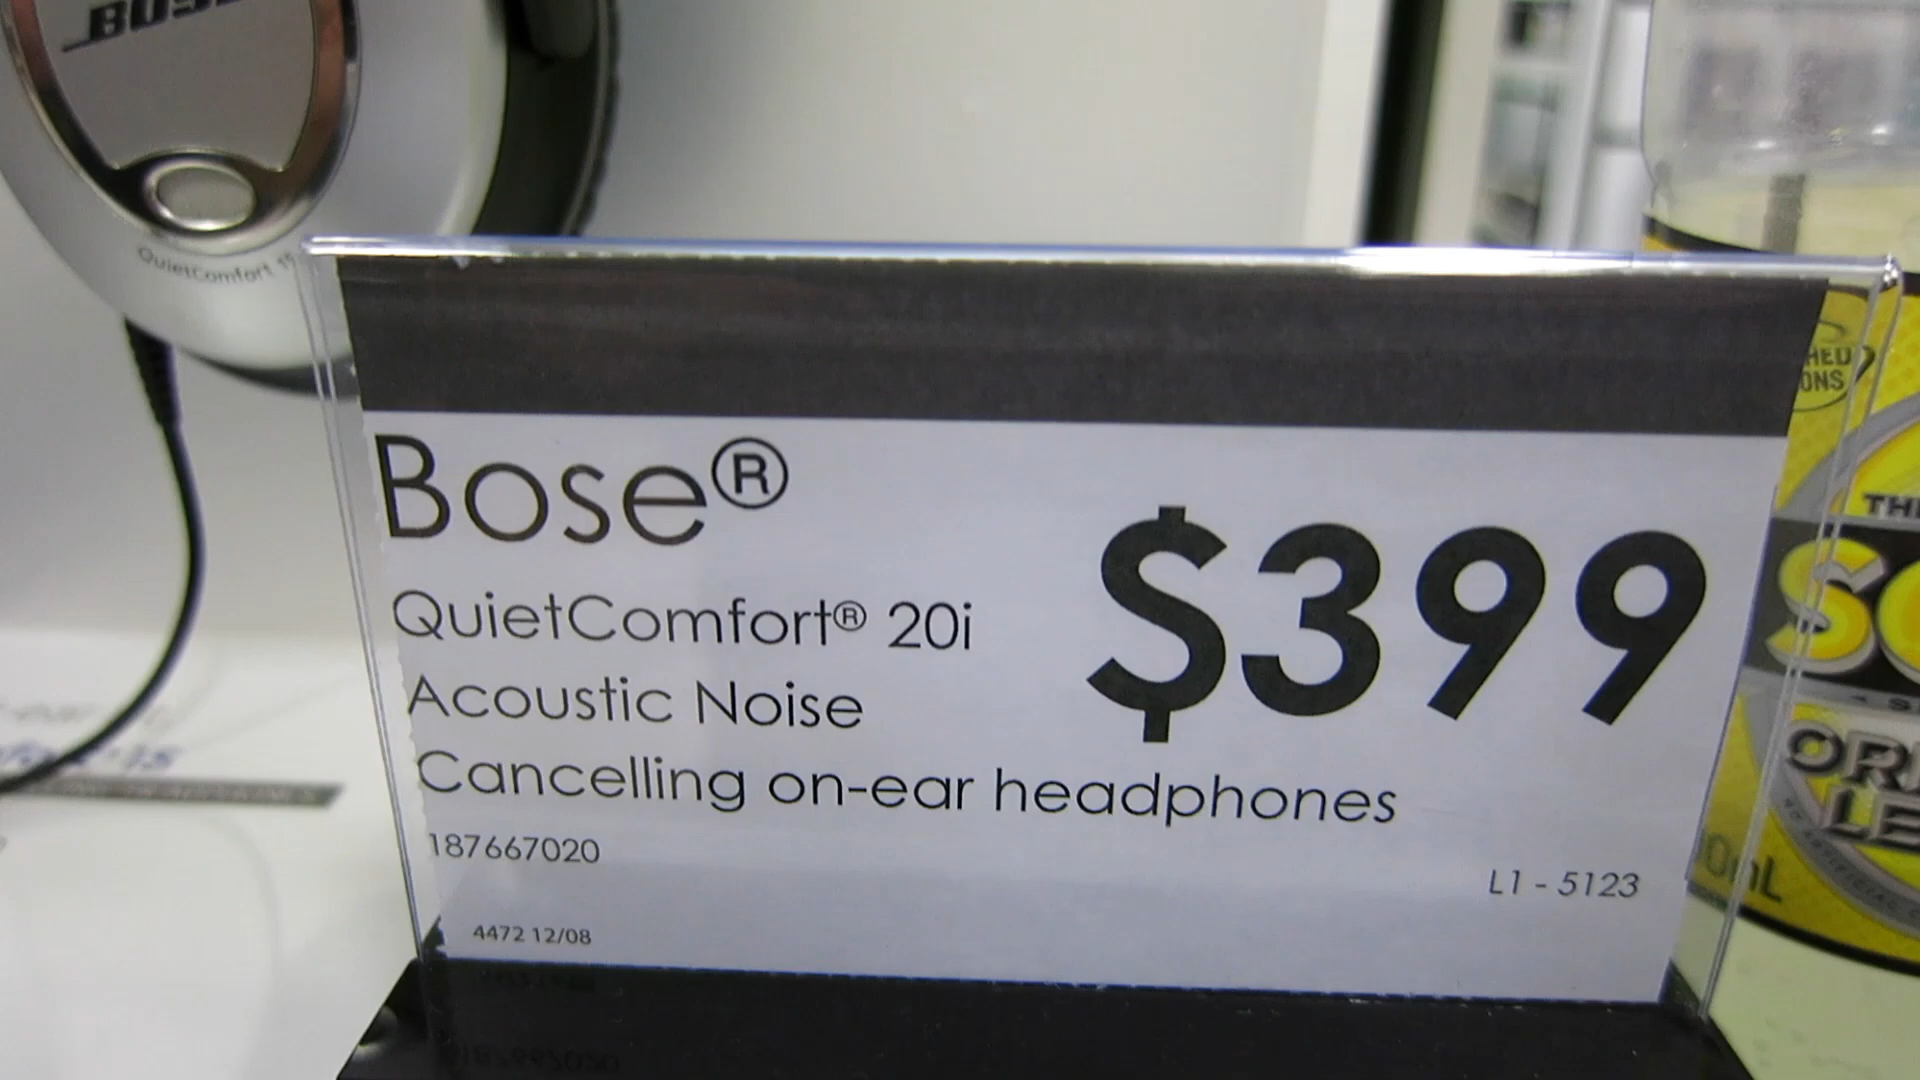 BOSE
QuietComfort 15
Bose®
$399
QuietComfort® 20i
Acoustic Noise
Cancelling on-ear headphones
187667020
L1 - 5123
4472 12/08